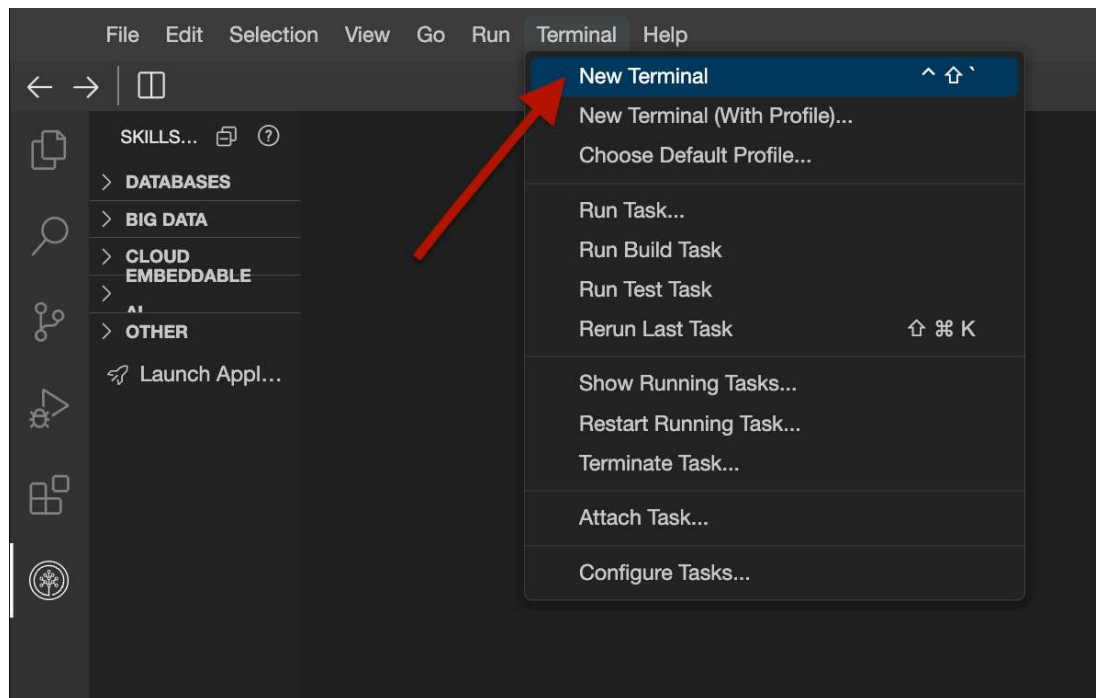 File Edit Selection View Go Run Terminal Help
SKILLS...
DATABASES
BIG DATA
CLOUD
EMBEDDABLE
AI
OTHER
Launch Appl...
New Terminal ^ ⇧ `
New Terminal (With Profile)...
Choose Default Profile...
Run Task...
Run Build Task
Run Test Task
Rerun Last Task ⇧ ⌘ K
Show Running Tasks...
Restart Running Task...
Terminate Task...
Attach Task...
Configure Tasks...